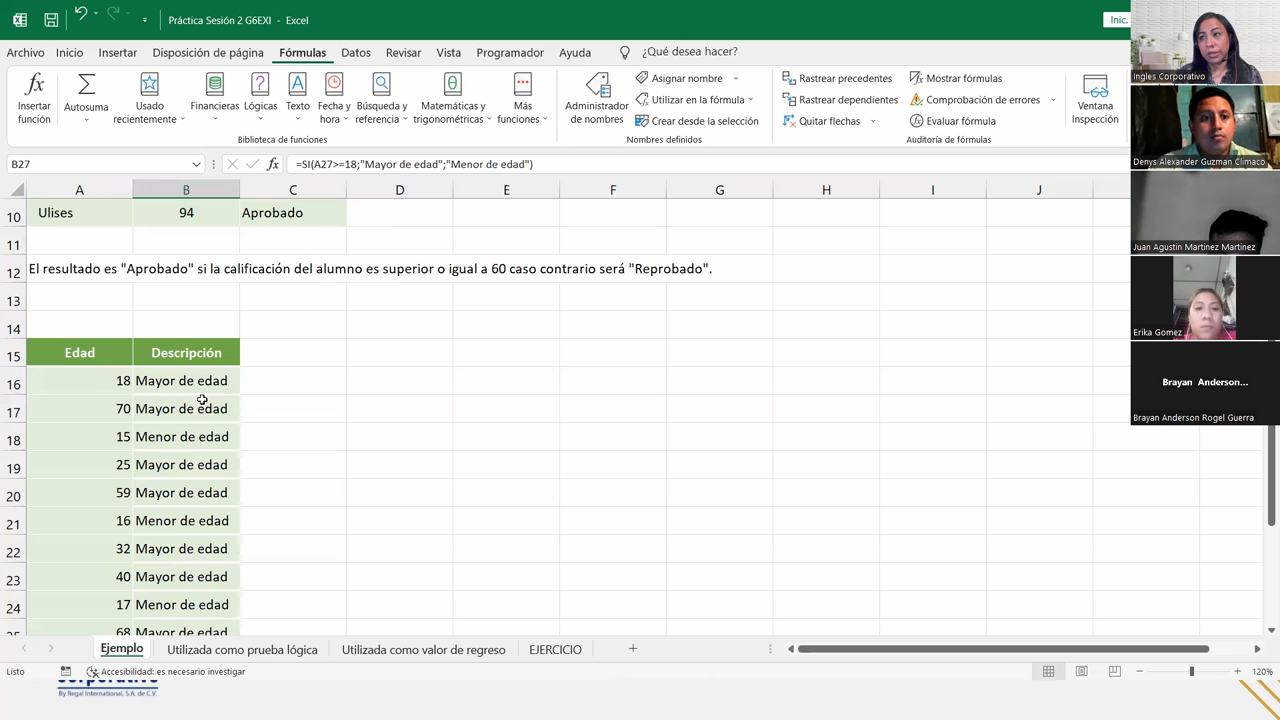 Práctica Sesión 2 G6EXI - Excel
Inic.
Archivo Inicio Insertar Disposición de página Fórmulas Datos Revisar Vista Ayuda ¿Qué desea hacer?
Insertar función
Autosuma
Usado recientemente
Financieras
Lógicas
Texto
Fecha y hora
Búsqueda y referencia
Matemáticas y trigonométricas
Más funciones
Biblioteca de funciones
Administrador de nombres
Asignar nombre
Utilizar en la fórmula
Crear desde la selección
Nombres definidos
Rastrear precedentes
Rastrear dependientes
Quitar flechas
Mostrar fórmulas
Comprobación de errores
Evaluar fórmula
Auditoría de fórmulas
Ventana Inspección
B27 fx =SI(A27>=18;"Mayor de edad";"Menor de edad")
A B C D E F G H I J
10 Ulises 94 Aprobado
11
12 El resultado es "Aprobado" si la calificación del alumno es superior o igual a 60 caso contrario será "Reprobado".
13
14
15 Edad Descripción
16 18 Mayor de edad
17 70 Mayor de edad
18 15 Menor de edad
19 25 Mayor de edad
20 59 Mayor de edad
21 16 Menor de edad
22 32 Mayor de edad
23 40 Mayor de edad
24 17 Menor de edad
68 Mayor de edad
Ejemplo Utilizada como prueba lógica Utilizada como valor de regreso EJERCICIO
Listo Accesibilidad: es necesario investigar 120%
By Regal International, S.A. de C.V.
Ingles Corporativo
Denys Alexander Guzman Climaco
Juan Agustin Martinez Martinez
Erika Gomez
Brayan Anderson...
Brayan Anderson Rogel Guerra